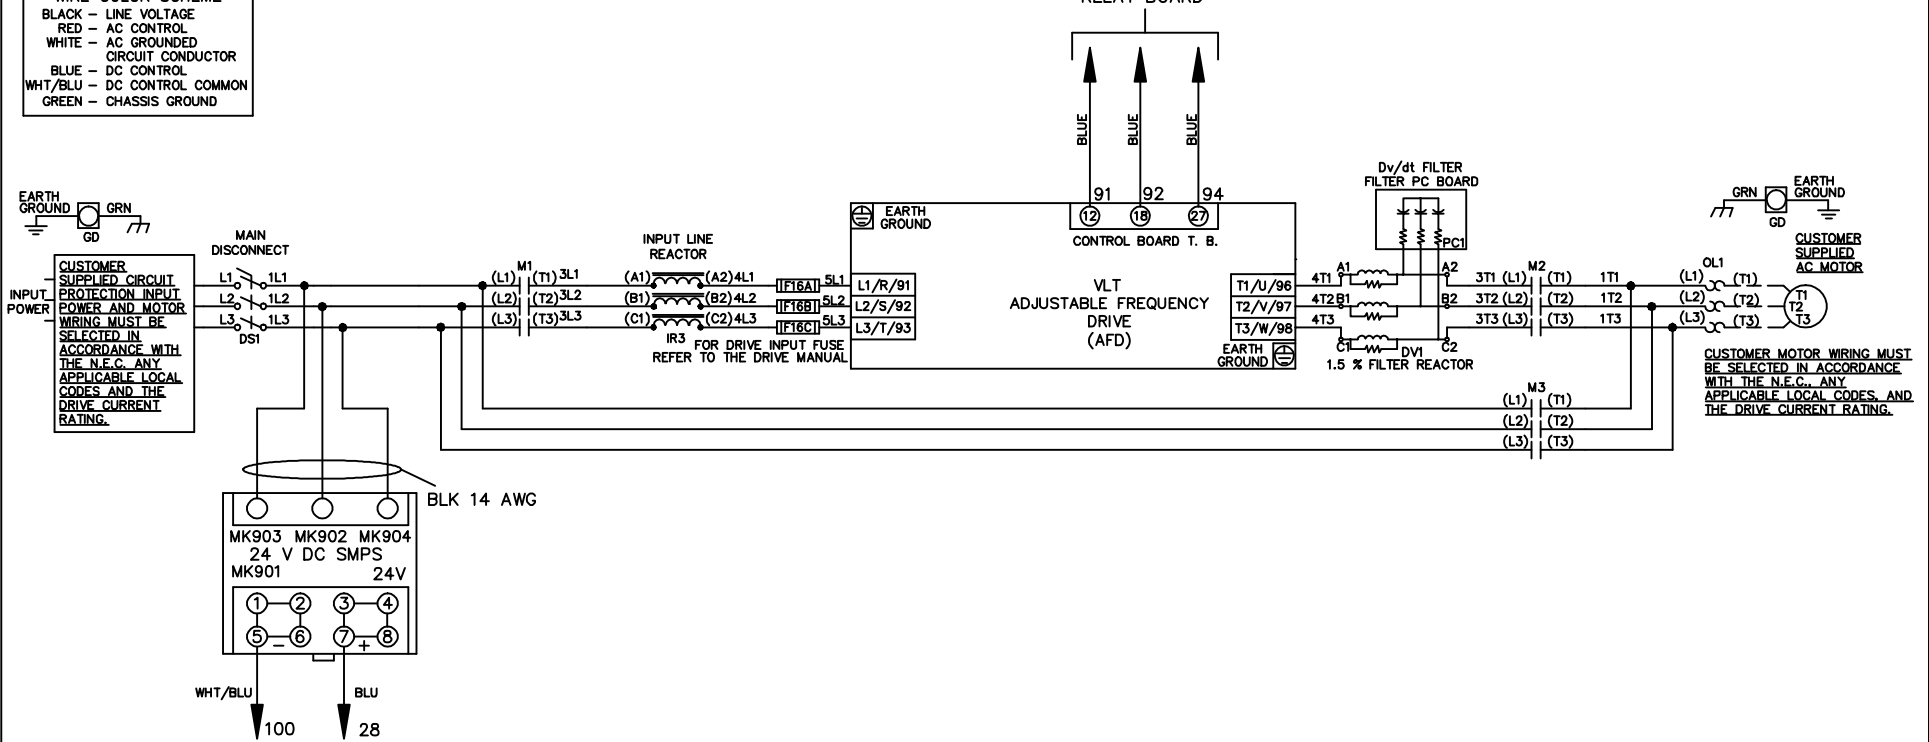 WIRE COLOR SCHEME
BLACK – LINE VOLTAGE
RED – AC CONTROL
WHITE – AC GROUNDED
CIRCUIT CONDUCTOR
BLUE – DC CONTROL
WHT/BLU – DC CONTROL COMMON
GREEN – CHASSIS GROUND
RELAY BOARD
BLUE
BLUE
BLUE
91
92
94
12
18
27
CONTROL BOARD T. B.
EARTH
GROUND
GRN
GD
INPUT
POWER
CUSTOMER
SUPPLIED CIRCUIT
PROTECTION INPUT
POWER AND MOTOR
WIRING MUST BE
SELECTED IN
ACCORDANCE WITH
THE N.E.C. ANY
APPLICABLE LOCAL
CODES AND THE
DRIVE CURRENT
RATING.
MAIN
DISCONNECT
L1 1L1
L2 1L2
L3 1L3
DS1
M1
(L1) (T1) 3L1
(L2) (T2) 3L2
(L3) (T3) 3L3
INPUT LINE
REACTOR
(A1) (A2) 4L1
(B1) (B2) 4L2
(C1) (C2) 4L3
IR3
IF16A 5L1
IF16B 5L2
IF16C 5L3
FOR DRIVE INPUT FUSE
REFER TO THE DRIVE MANUAL
EARTH
GROUND
L1/R/91
L2/S/92
L3/T/93
VLT
ADJUSTABLE FREQUENCY
DRIVE
(AFD)
T1/U/96
T2/V/97
T3/W/98
EARTH
GROUND
Dv/dt FILTER
FILTER PC BOARD
PC1
4T1 A1 A2
4T2 B1 B2
4T3 C1 C2
DV1
1.5 % FILTER REACTOR
M2
3T1 (L1) (T1) 1T1
3T2 (L2) (T2) 1T2
3T3 (L3) (T3) 1T3
M3
(L1) (T1)
(L2) (T2)
(L3) (T3)
OL1
(L1) (T1)
(L2) (T2)
(L3) (T3)
T1
T2
T3
GRN
GD
EARTH
GROUND
CUSTOMER
SUPPLIED
AC MOTOR
CUSTOMER MOTOR WIRING MUST
BE SELECTED IN ACCORDANCE
WITH THE N.E.C., ANY
APPLICABLE LOCAL CODES, AND
THE DRIVE CURRENT RATING.
BLK 14 AWG
MK903 MK902 MK904
24 V DC SMPS
MK901 24V
1 2 3 4
5 – 6 7 + 8
WHT/BLU BLU
100 28